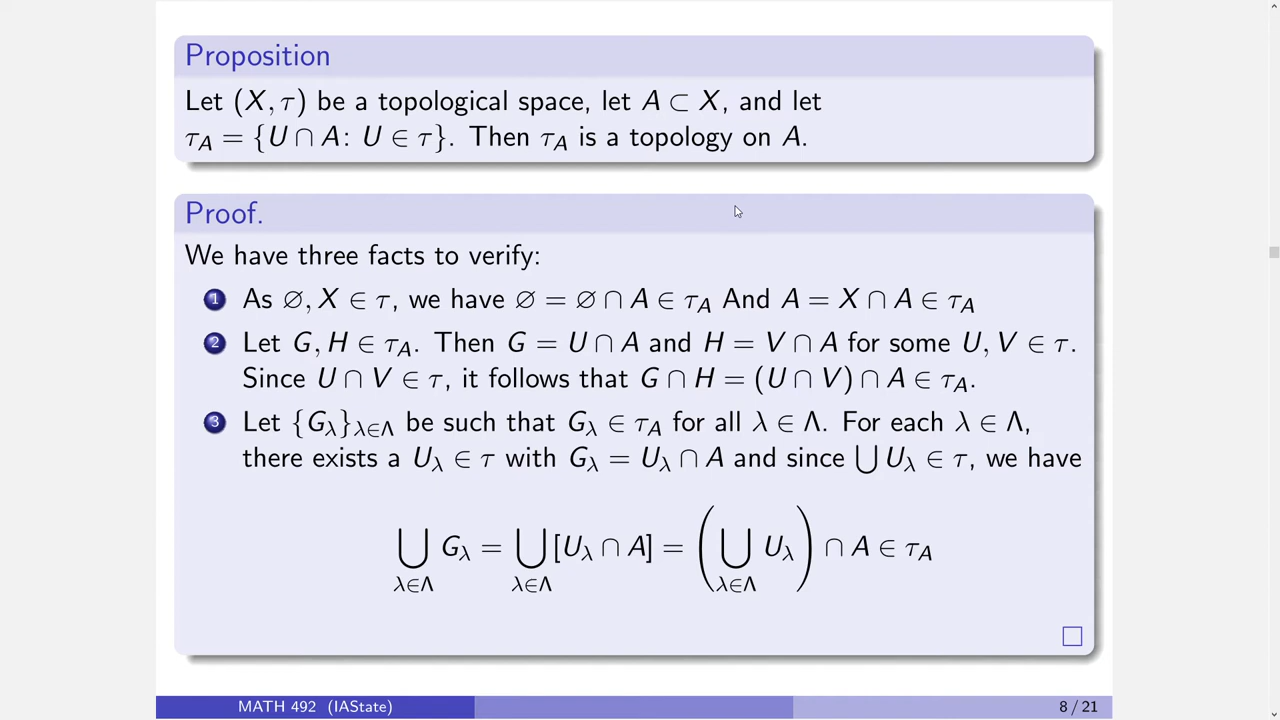 Proposition
Let (X, τ) be a topological space, let A ⊂ X, and let
τ_A = {U ∩ A: U ∈ τ}. Then τ_A is a topology on A.
Proof.
We have three facts to verify:
1 As ∅, X ∈ τ, we have ∅ = ∅ ∩ A ∈ τ_A And A = X ∩ A ∈ τ_A
2 Let G, H ∈ τ_A. Then G = U ∩ A and H = V ∩ A for some U, V ∈ τ.
Since U ∩ V ∈ τ, it follows that G ∩ H = (U ∩ V) ∩ A ∈ τ_A.
3 Let {G_λ}_{λ∈Λ} be such that G_λ ∈ τ_A for all λ ∈ Λ. For each λ ∈ Λ,
there exists a U_λ ∈ τ with G_λ = U_λ ∩ A and since ⋃ U_λ ∈ τ, we have
⋃_{λ∈Λ} G_λ = ⋃_{λ∈Λ} [U_λ ∩ A] = (⋃_{λ∈Λ} U_λ) ∩ A ∈ τ_A
□
MATH 492 (IAState) 8 / 21